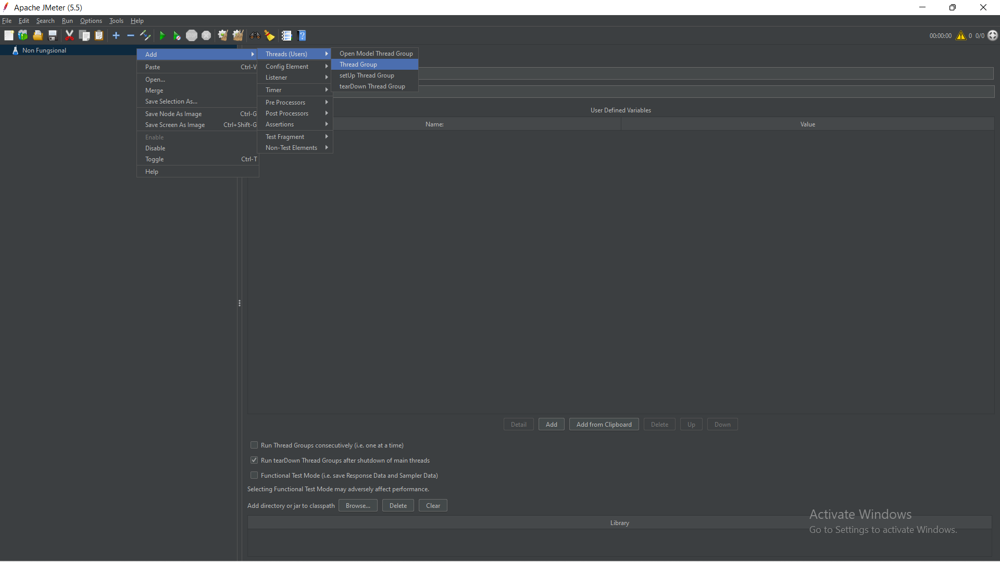 Apache JMeter (5.5)
File Edit Search Run Options Tools Help
00:00:00 0 0/0
Non Fungsional
Add
Paste Ctrl-V
Open...
Merge
Save Selection As...
Save Node As Image Ctrl-G
Save Screen As Image Ctrl+Shift-G
Enable
Disable
Toggle Ctrl-T
Help
Threads (Users)
Config Element
Listener
Timer
Pre Processors
Post Processors
Assertions
Test Fragment
Non-Test Elements
Open Model Thread Group
Thread Group
setUp Thread Group
tearDown Thread Group
User Defined Variables
Name: Value
Detail Add Add from Clipboard Delete Up Down
Run Thread Groups consecutively (i.e. one at a time)
Run tearDown Thread Groups after shutdown of main threads
Functional Test Mode (i.e. save Response Data and Sampler Data)
Selecting Functional Test Mode may adversely affect performance.
Add directory or jar to classpath Browse... Delete Clear
Library
Activate Windows
Go to Settings to activate Windows.